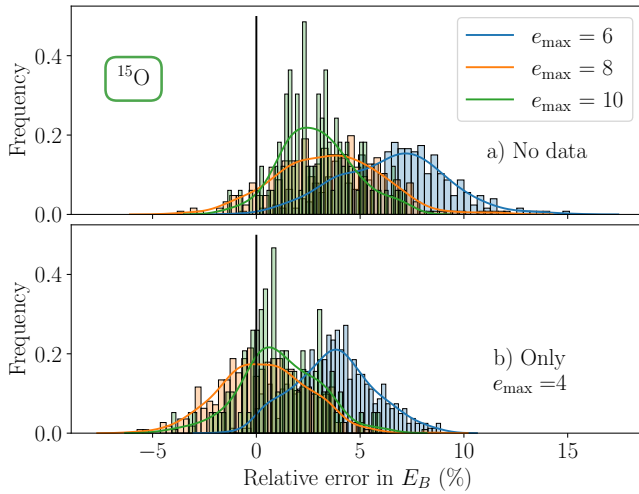 Frequency
0.4
0.2
0.0
¹⁵O
e_max = 6
e_max = 8
e_max = 10
a) No data
Frequency
0.4
0.2
0.0
b) Only
e_max =4
−5
0
5
10
15
Relative error in E_B (%)